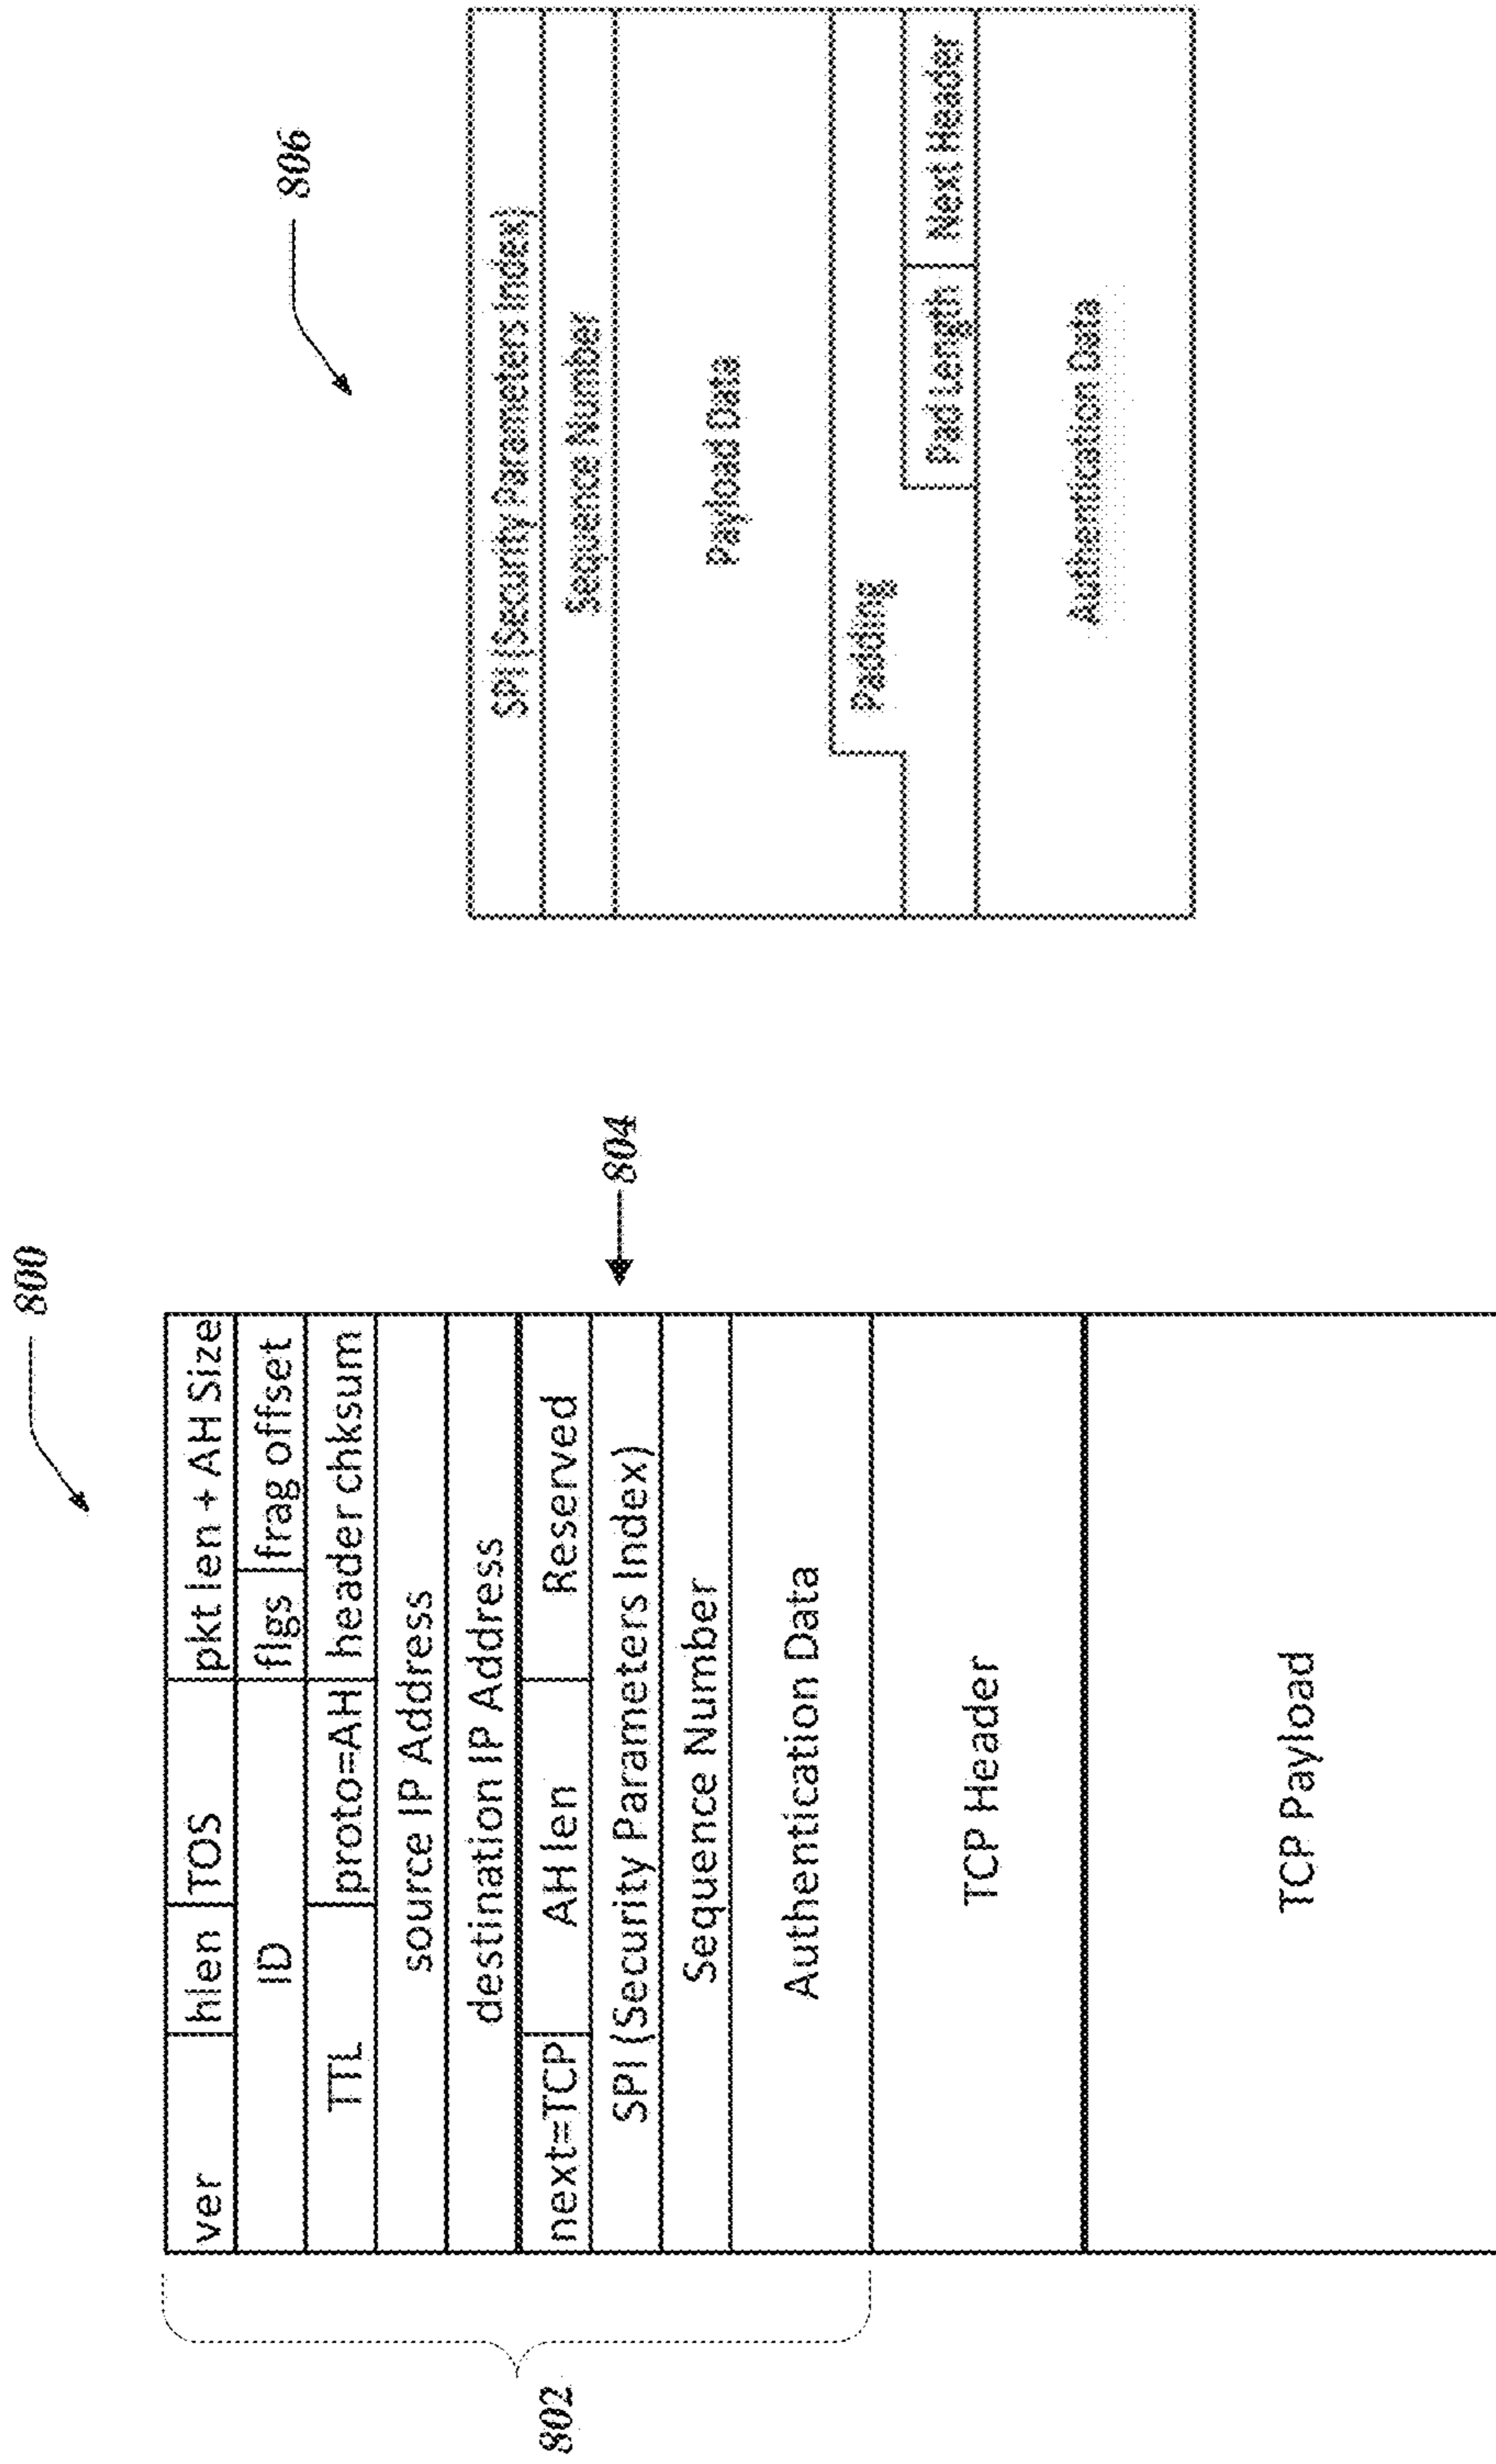 800
ver hlen TOS pkt len + AH Size
ID flgs frag offset
TTL proto=AH header chksum
source IP Address
destination IP Address
next=TCP AH len Reserved
SPI (Security Parameters Index)
Sequence Number
Authentication Data
TCP Header
TCP Payload
802
804
806
SPI (Security Parameters Index)
Sequence Number
Payload Data
Padding
Pad Length Next Header
Authentication Data